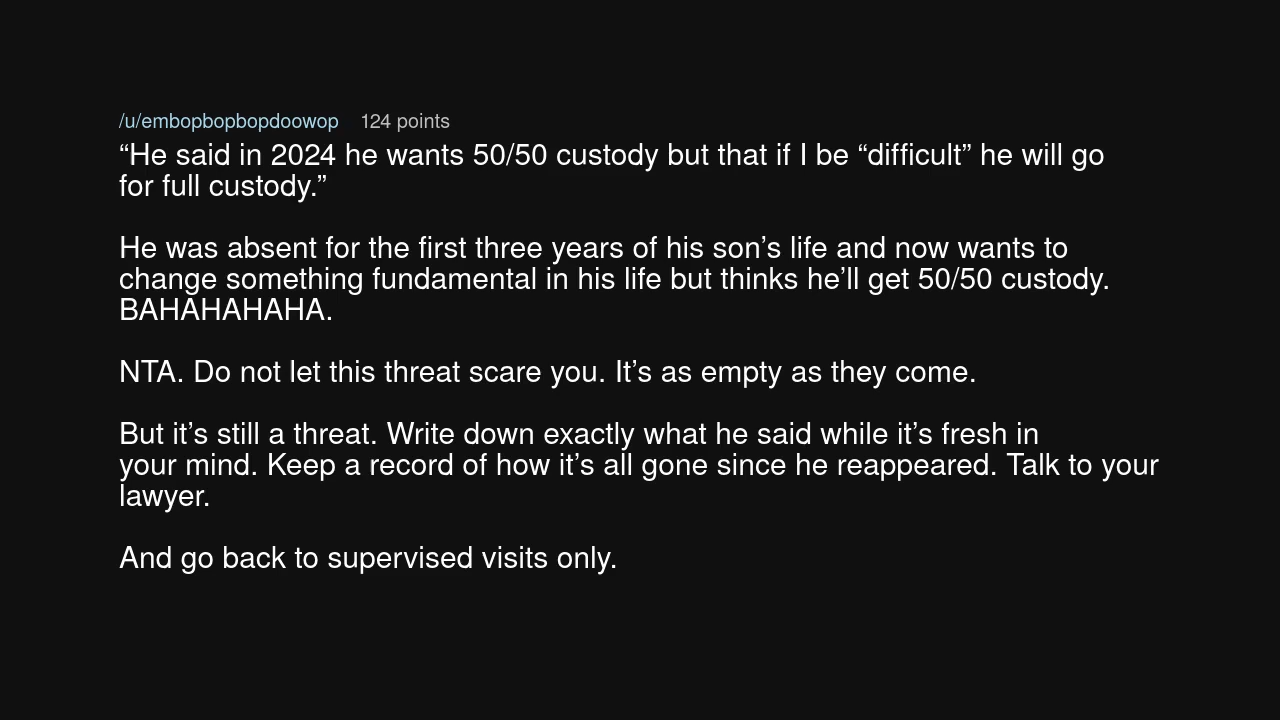 /u/embopbopbopdoowop 124 points
“He said in 2024 he wants 50/50 custody but that if I be “difficult” he will go
for full custody.”
He was absent for the first three years of his son’s life and now wants to
change something fundamental in his life but thinks he’ll get 50/50 custody.
BAHAHAHAHA.
NTA. Do not let this threat scare you. It’s as empty as they come.
But it’s still a threat. Write down exactly what he said while it’s fresh in
your mind. Keep a record of how it’s all gone since he reappeared. Talk to your
lawyer.
And go back to supervised visits only.